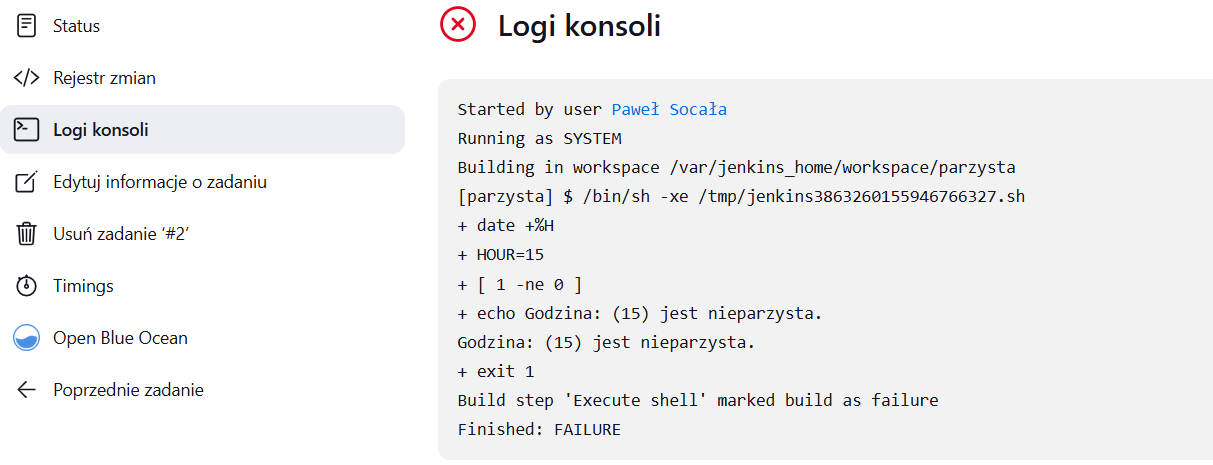 Status
Rejestr zmian
Logi konsoli
Edytuj informacje o zadaniu
Usuń zadanie ‘#2’
Timings
Open Blue Ocean
Poprzednie zadanie
Logi konsoli
Started by user Paweł Socała
Running as SYSTEM
Building in workspace /var/jenkins_home/workspace/parzysta
[parzysta] $ /bin/sh -xe /tmp/jenkins3863260155946766327.sh
+ date +%H
+ HOUR=15
+ [ 1 -ne 0 ]
+ echo Godzina: (15) jest nieparzysta.
Godzina: (15) jest nieparzysta.
+ exit 1
Build step 'Execute shell' marked build as failure
Finished: FAILURE